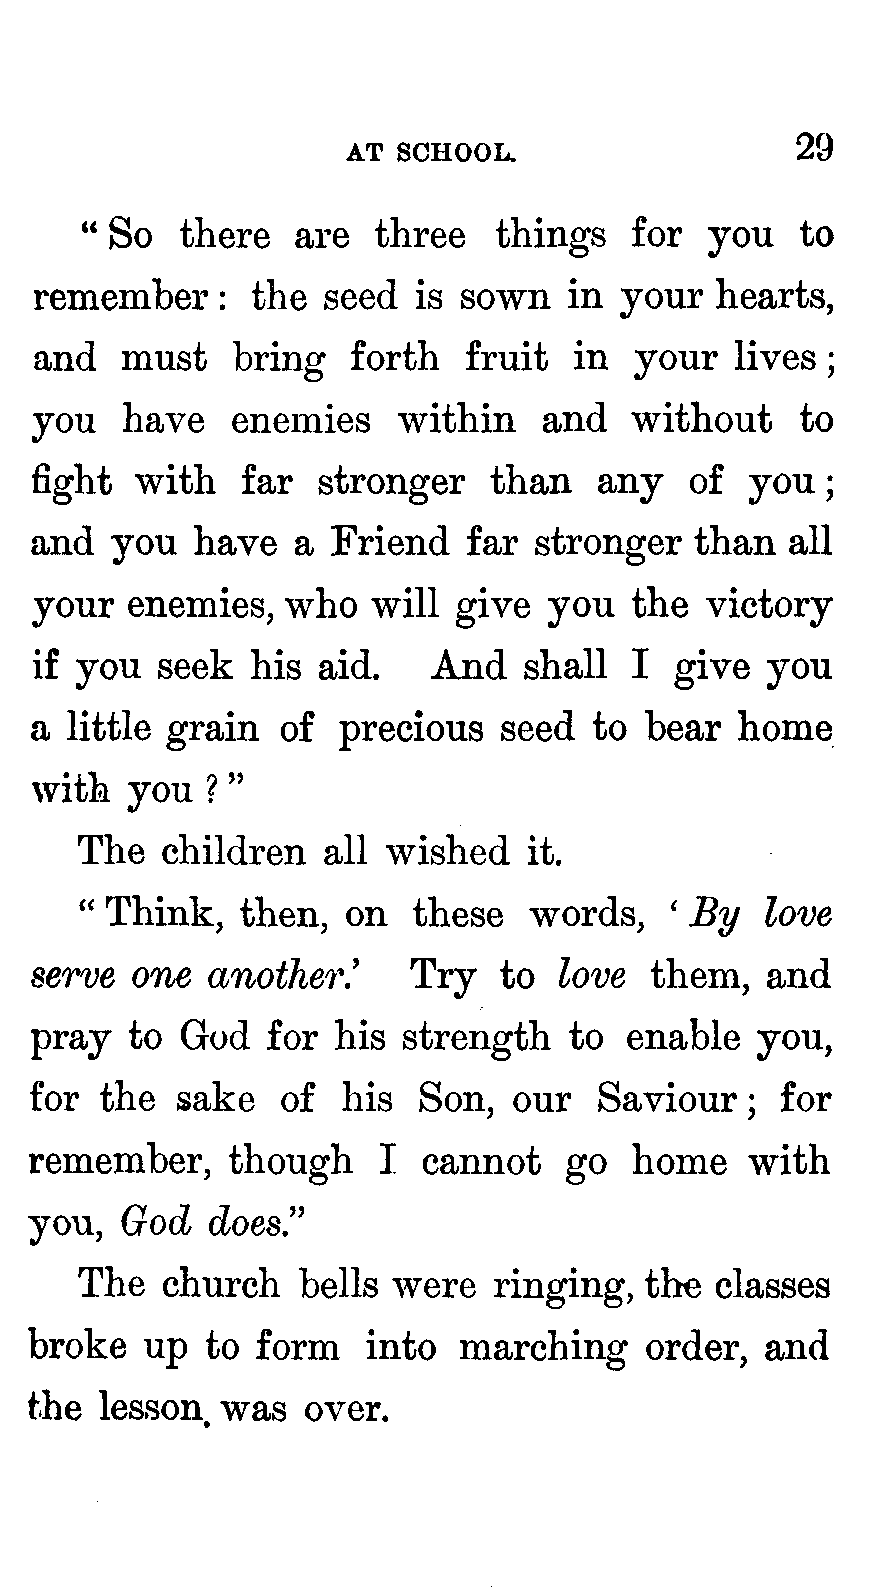 AT SCHOOL. 29
“ So there are three things for you to
remember : the seed is sown in your hearts,
and must bring forth fruit in your lives ;
you have enemies within and without to
fight with far stronger than any of you ;
and you have a Friend far stronger than all
your enemies, who will give you the victory
if you seek his aid. And shall I give you
a little grain of precious seed to bear home
with you ? ”
The children all wished it.
“ Think, then, on these words, ‘ By love
serve one another.’ Try to love them, and
pray to God for his strength to enable you,
for the sake of his Son, our Saviour ; for
remember, though I cannot go home with
you, God does.”
The church bells were ringing, the classes
broke up to form into marching order, and
the lesson was over.